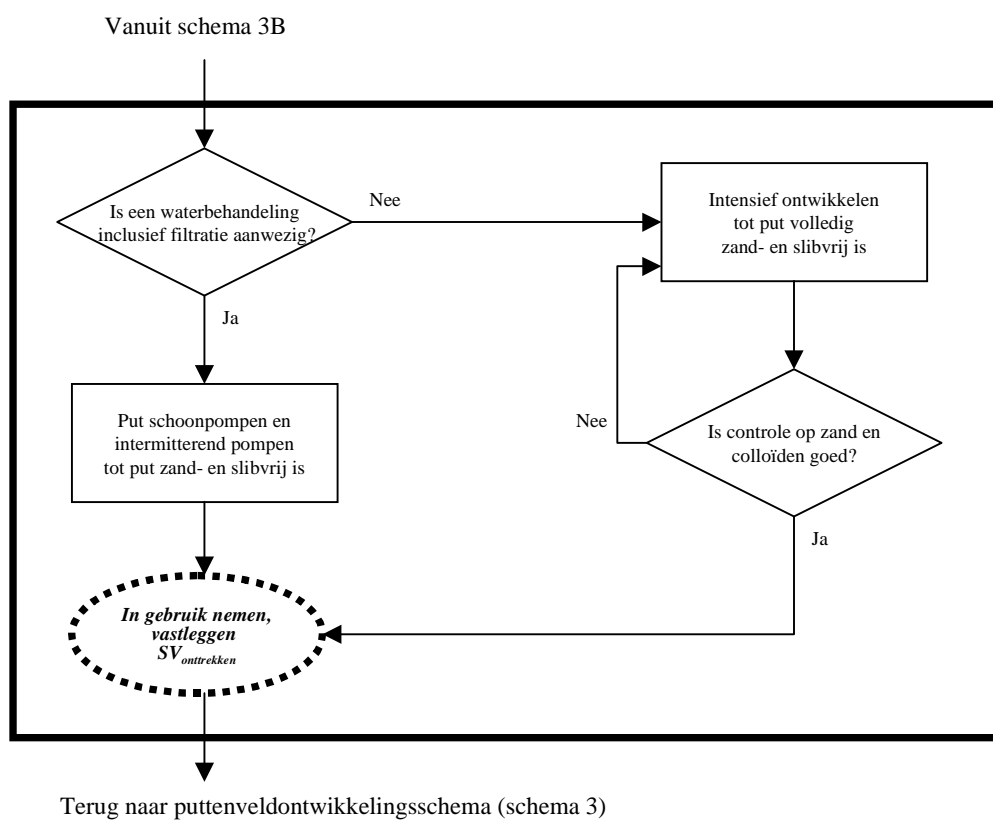 Vanuit schema 3B
Is een waterbehandeling
inclusief filtratie aanwezig?
Nee
Intensief ontwikkelen
tot put volledig
zand- en slibvrij is
Ja
Put schoonpompen en
intermitterend pompen
tot put zand- en slibvrij is
Nee
Is controle op zand en
colloïden goed?
Ja
In gebruik nemen,
vastleggen
SVonttrekken
Terug naar puttenveldontwikkelingsschema (schema 3)